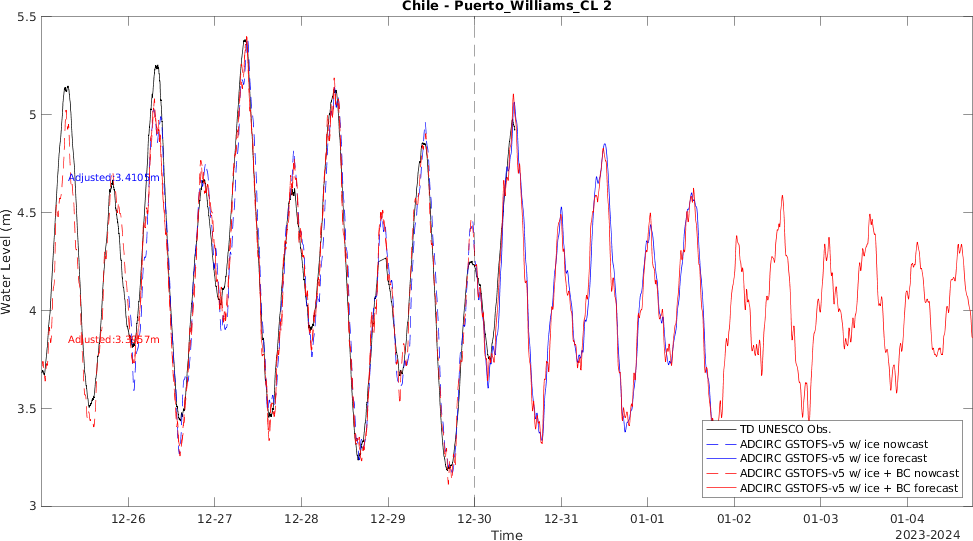 Chile - Puerto_Williams_CL 2
5.5
5
4.5
4
3.5
3
Water Level (m)
Adjusted:3.4105m
12-26
12-27
12-28
12-29
12-30
12-31
01-01
01-02
01-03
01-04
Time
2023-2024
TD UNESCO Obs.
ADCIRC GSTOFS-v5 w/ ice nowcast
ADCIRC GSTOFS-v5 w/ ice forecast
ADCIRC GSTOFS-v5 w/ ice + BC nowcast
ADCIRC GSTOFS-v5 w/ ice + BC forecast